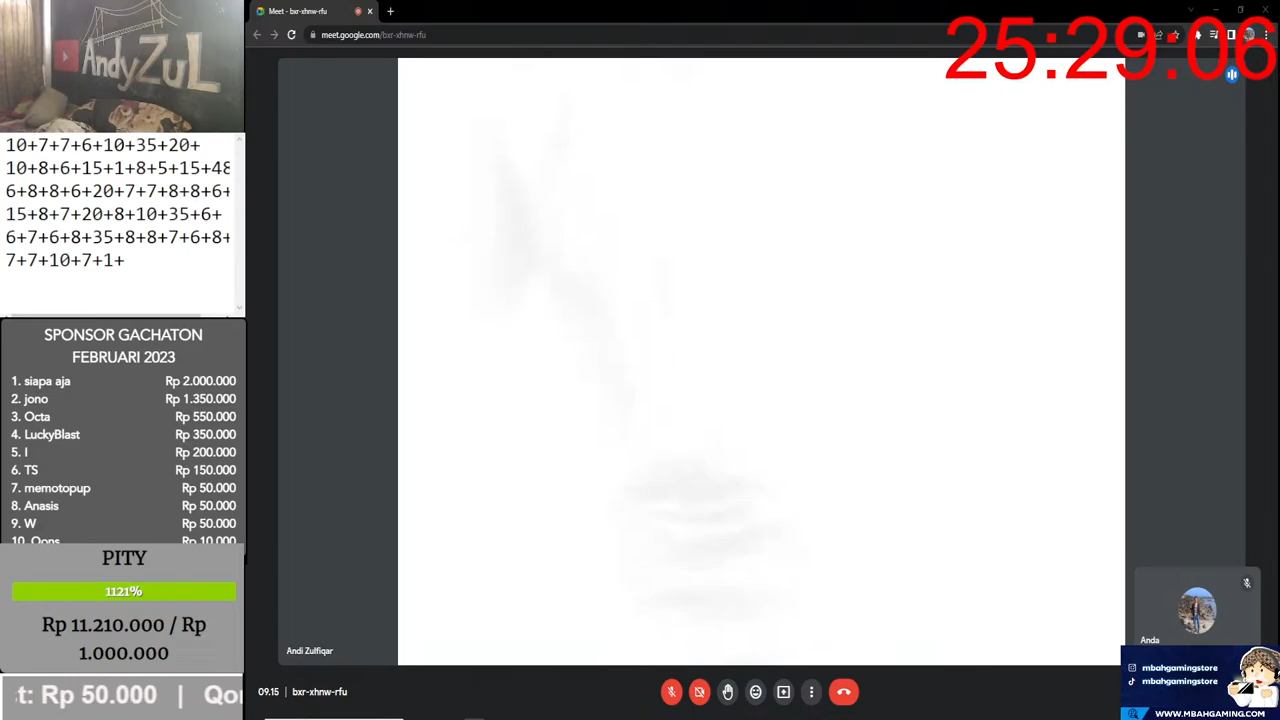 Meet - bxr-xhnw-rfu
meet.google.com/bxr-xhnw-rfu
25:29:06
AndyZuL
10+7+7+6+10+35+20+
10+8+6+15+1+8+5+15+48
6+8+8+6+20+7+7+8+8+6+
15+8+7+20+8+10+35+6+
6+7+6+8+35+8+8+7+6+8+
7+7+10+7+1+
SPONSOR GACHATON
FEBRUARI 2023
1. siapa aja Rp 2.000.000
2. jono Rp 1.350.000
3. Octa Rp 550.000
4. LuckyBlast Rp 350.000
5. I Rp 200.000
6. TS Rp 150.000
7. memotopup Rp 50.000
8. Anasis Rp 50.000
9. W Rp 50.000
10. Qons Rp 10.000
PITY
1121%
Rp 11.210.000 / Rp
1.000.000
t: Rp 50.000 | Qo
Andi Zulfiqar
Anda
09.15 | bxr-xhnw-rfu
mbahgamingstore
mbahgamingstore
WWW.MBAHGAMING.COM